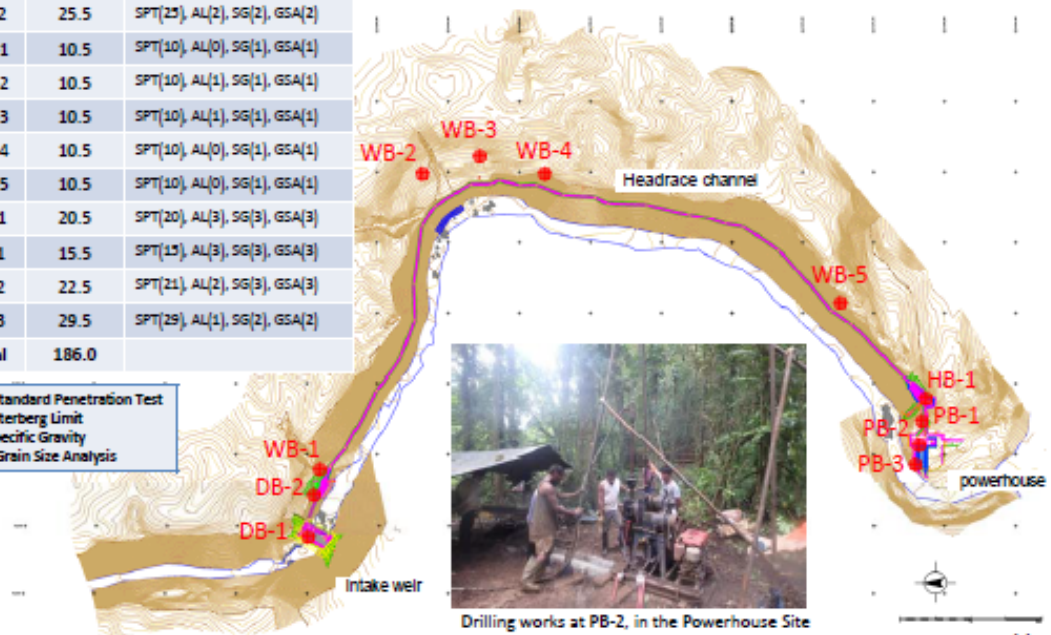 2 25.5 SPT(25), AL(2), SG(2), GSA(2)
1 10.5 SPT(10), AL(0), SG(1), GSA(1)
2 10.5 SPT(10), AL(1), SG(1), GSA(1)
3 10.5 SPT(10), AL(1), SG(1), GSA(1)
4 10.5 SPT(10), AL(0), SG(1), GSA(1)
5 10.5 SPT(10), AL(0), SG(1), GSA(1)
1 20.5 SPT(20), AL(3), SG(3), GSA(3)
1 15.5 SPT(15), AL(3), SG(3), GSA(3)
2 22.5 SPT(21), AL(2), SG(3), GSA(3)
3 29.5 SPT(29), AL(1), SG(2), GSA(2)
al 186.0
tandard Penetration Test
terberg Limit
ecific Gravity
Grain Size Analysis
WB-3
WB-2
WB-4
Headrace channel
WB-5
HB-1
PB-1
PB-2
PB-3
powerhouse
WB-1
DB-2
DB-1
Intake weir
Drilling works at PB-2, in the Powerhouse Site